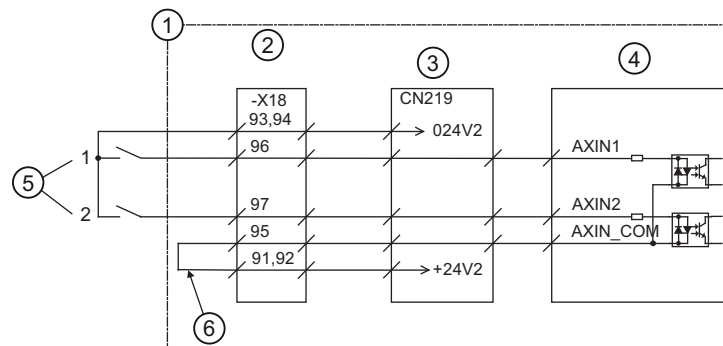 1
2
3
4
-X18
CN219
93,94
024V2
1
96
AXIN1
5
2
97
AXIN2
95
AXIN_COM
91,92
+24V2
6